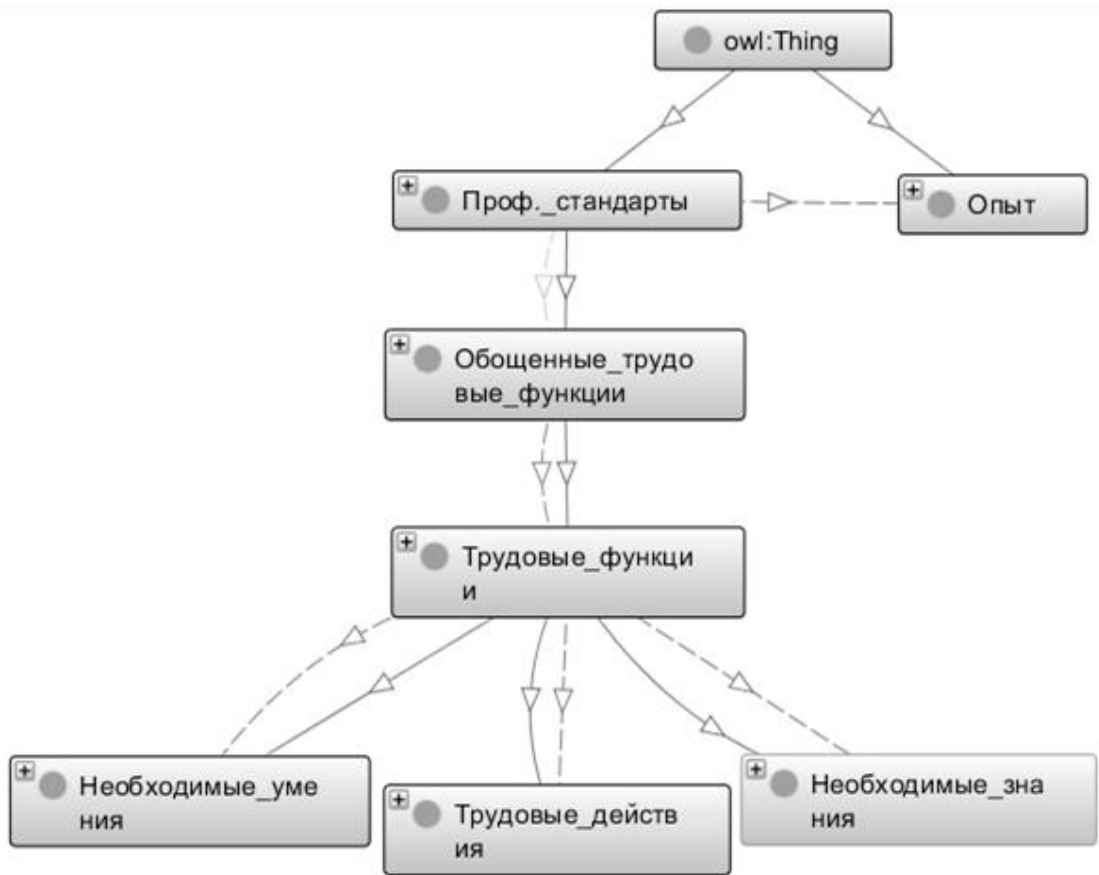 owl:Thing
Проф._стандарты
Опыт
Обощенные_трудо
вые_функции
Трудовые_функци
и
Необходимые_уме
ния
Трудовые_действ
ия
Необходимые_зна
ния